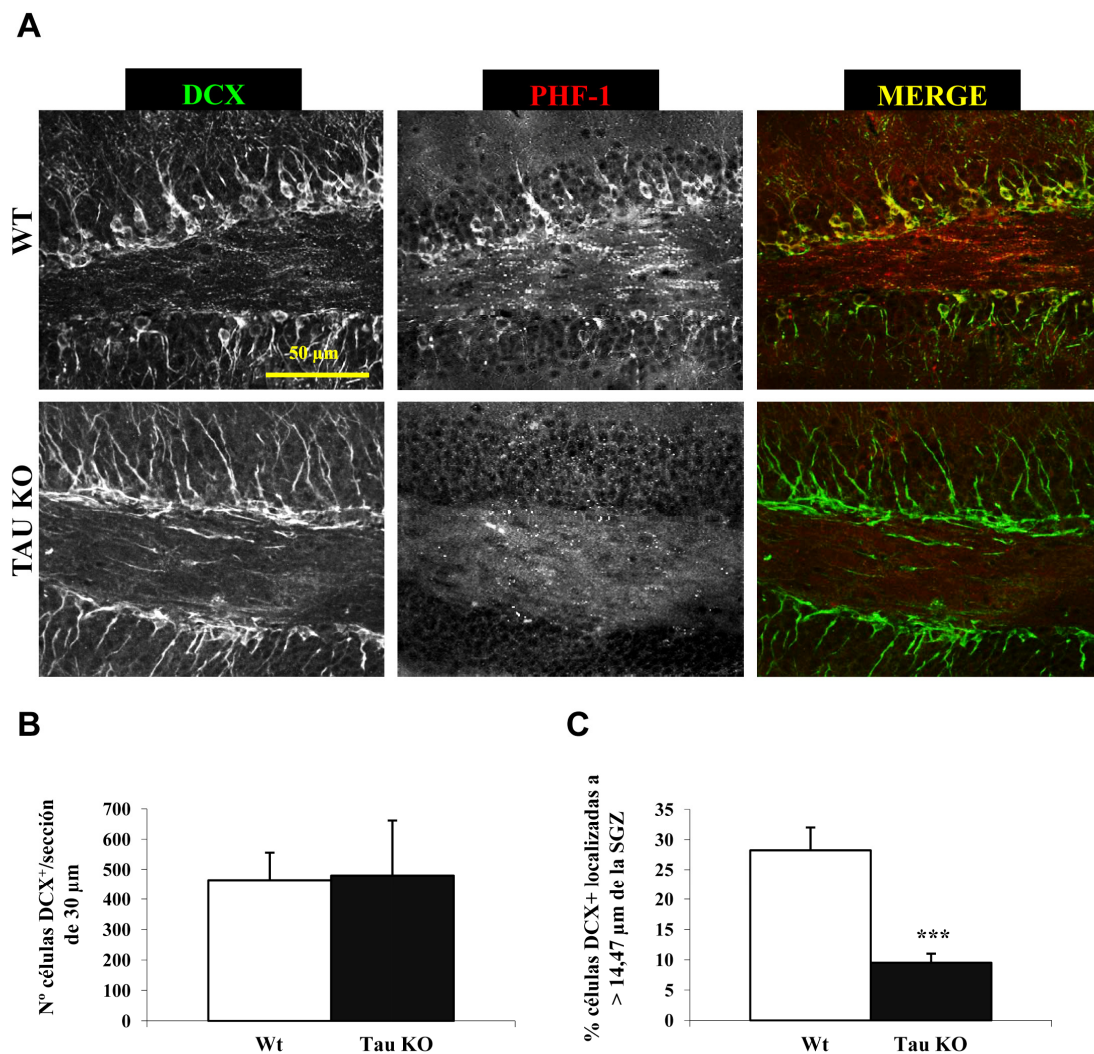 A
DCX
PHF-1
MERGE
WT
50 µm
TAU KO
B
Nº células DCX⁺/sección
de 30 µm
700
600
500
400
300
200
100
0
Wt
Tau KO
C
% células DCX+ localizadas a
> 14,47 µm de la SGZ
35
30
25
20
15
10
5
0
***
Wt
Tau KO